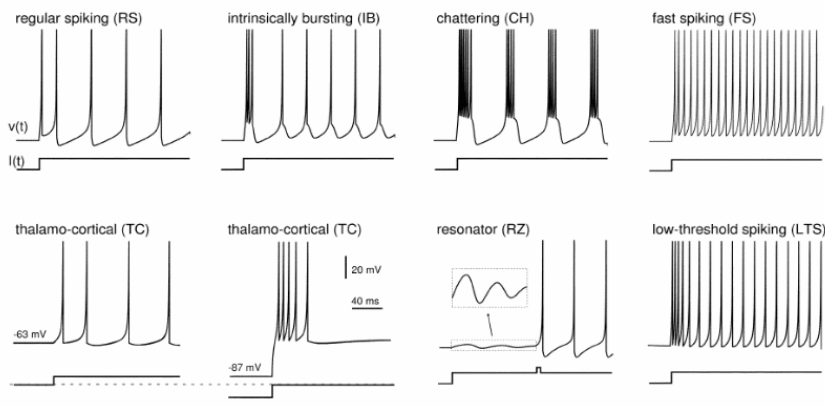 regular spiking (RS)
intrinsically bursting (IB)
chattering (CH)
fast spiking (FS)
v(t)
I(t)
thalamo-cortical (TC)
thalamo-cortical (TC)
resonator (RZ)
low-threshold spiking (LTS)
20 mV
40 ms
-63 mV
-87 mV